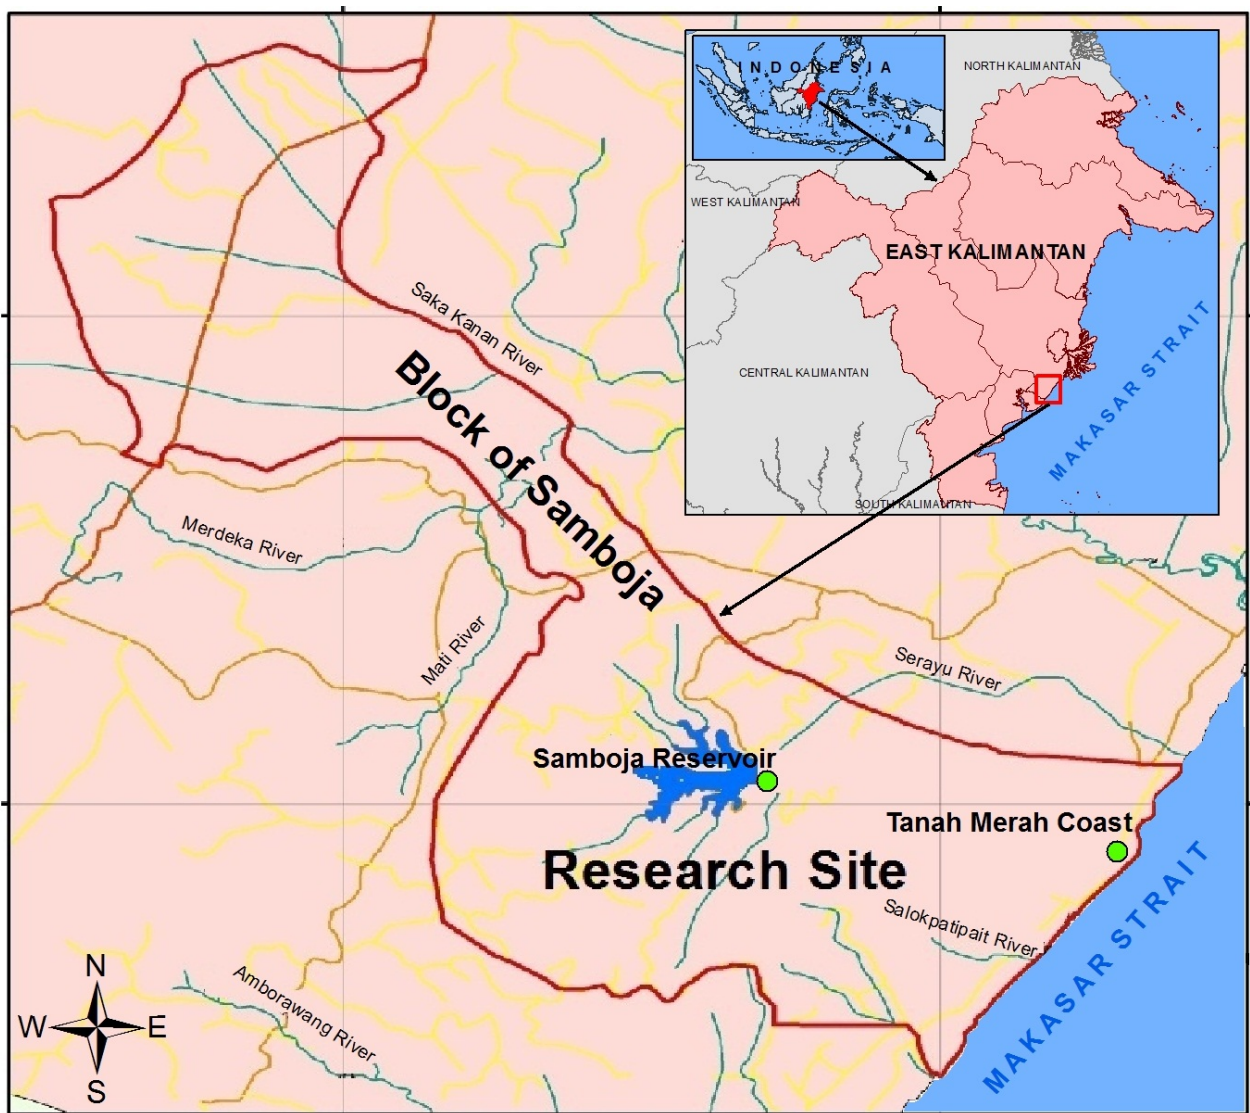 INDONESIA
NORTH KALIMANTAN
WEST KALIMANTAN
EAST KALIMANTAN
CENTRAL KALIMANTAN
SOUTH KALIMANTAN
MAKASAR STRAIT
Saka Kanan River
Block of Samboja
Merdeka River
Mati River
Serayu River
Samboja Reservoir
Tanah Merah Coast
Research Site
Salokpatipait River
MAKASAR STRAIT
Amborawang River
N
W
E
S